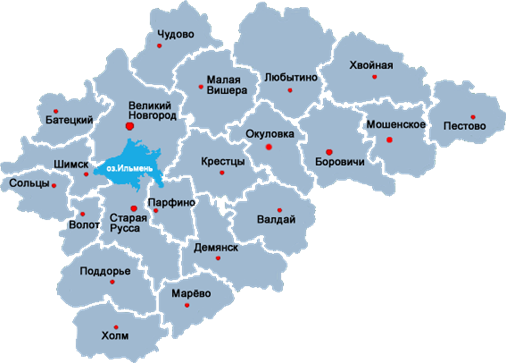 Чудово
Хвойная
Малая
Вишера
Любытино
Великий
Новгород
Батецкий
Мошенское
Пестово
Окуловка
Шимск
оз.Ильмень
Крестцы
Боровичи
Сольцы
Парфино
Старая
Русса
Волот
Валдай
Демянск
Поддорье
Марёво
Холм